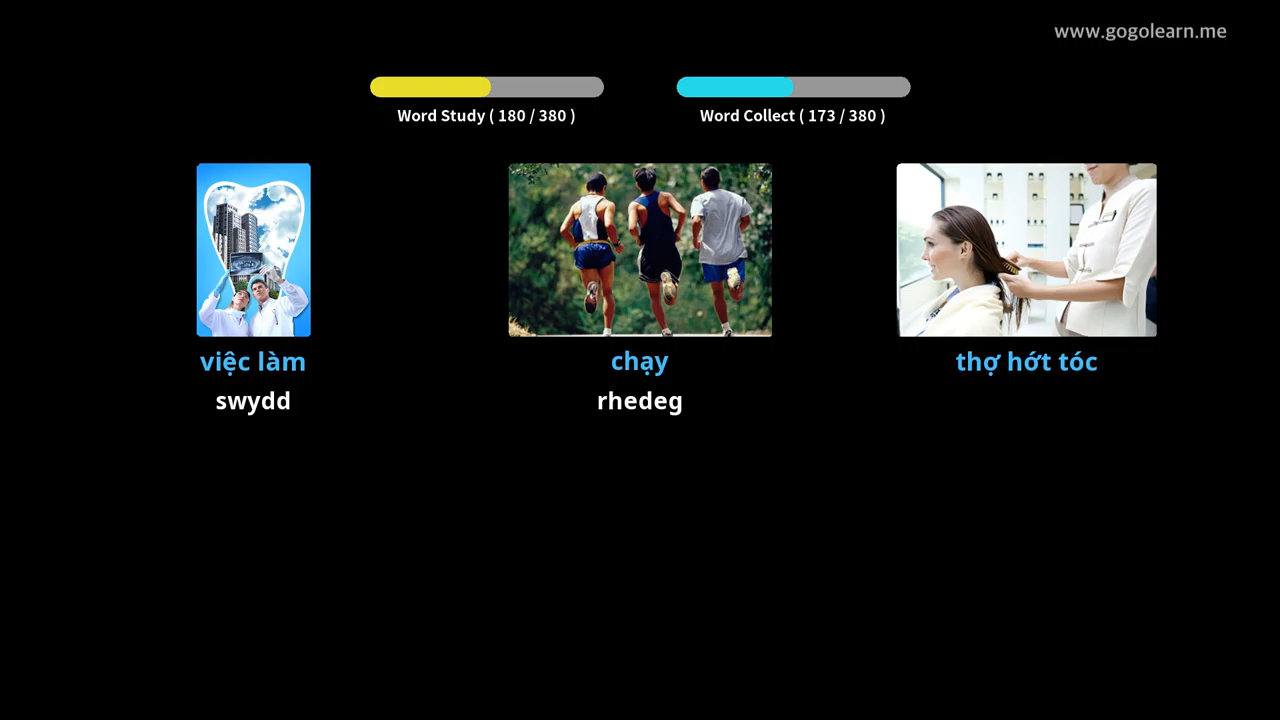 www.gogolearn.me
Word Study ( 180 / 380 )
Word Collect ( 173 / 380 )
việc làm
chạy
thợ hớt tóc
swydd
rhedeg